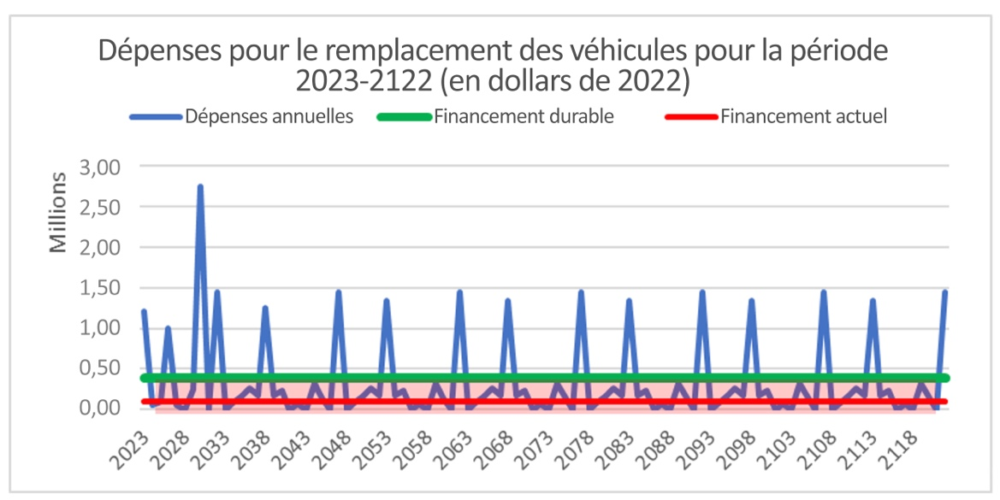 Dépenses pour le remplacement des véhicules pour la période
2023-2122 (en dollars de 2022)
Dépenses annuelles Financement durable Financement actuel
Millions
3,00
2,50
2,00
1,50
1,00
0,50
0,00
2023 2028 2033 2038 2043 2048 2053 2058 2063 2068 2073 2078 2083 2088 2093 2098 2103 2108 2113 2118